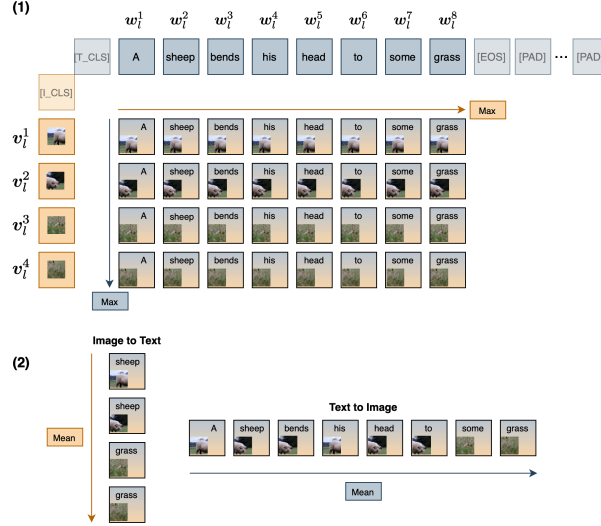 (1)
w_l^1 w_l^2 w_l^3 w_l^4 w_l^5 w_l^6 w_l^7 w_l^8
[T_CLS] A sheep bends his head to some grass [EOS] [PAD] ··· [PAD]
[I_CLS]
Max
v_l^1 A sheep bends his head to some grass
v_l^2 A sheep bends his head to some grass
v_l^3 A sheep bends his head to some grass
v_l^4 A sheep bends his head to some grass
Max
(2)
Image to Text
sheep
sheep
grass
grass
Mean
Text to Image
A sheep bends his head to some grass
Mean